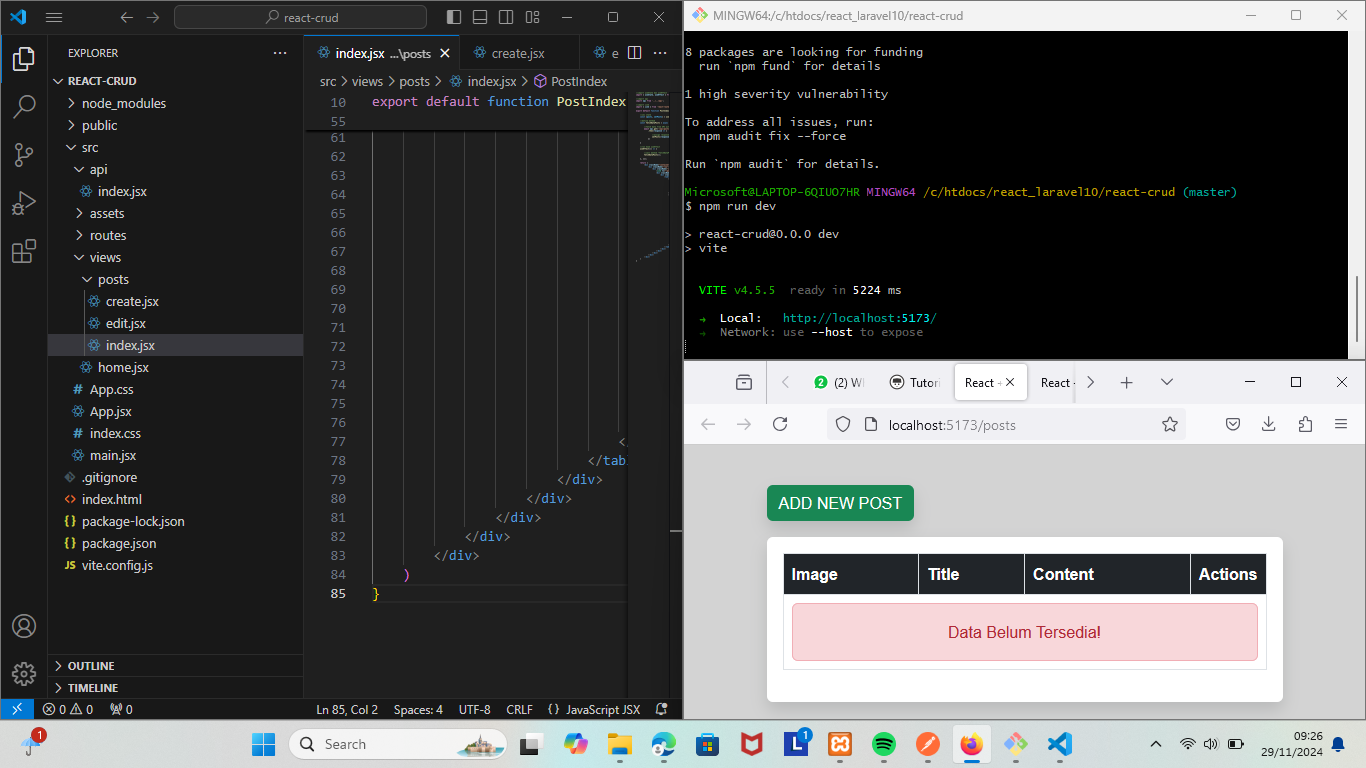 react-crud
EXPLORER
REACT-CRUD
node_modules
public
src
api
index.jsx
assets
routes
views
posts
create.jsx
edit.jsx
index.jsx
home.jsx
App.css
App.jsx
index.css
main.jsx
.gitignore
index.html
package-lock.json
package.json
JS vite.config.js
OUTLINE
TIMELINE
index.jsx ...\posts
create.jsx
e
src > views > posts > index.jsx > PostIndex
10 export default function PostIndex
55
61
62
63
64
65
66
67
68
69
70
71
72
73
74
75
76
77 </
78 </tab
79 </div>
80 </div>
81 </div>
82 </div>
83 </div>
84 )
85 }
0 0 0
Ln 85, Col 2 Spaces: 4 UTF-8 CRLF {} JavaScript JSX
MINGW64:/c/htdocs/react_laravel10/react-crud
8 packages are looking for funding
run `npm fund` for details
1 high severity vulnerability
To address all issues, run:
npm audit fix --force
Run `npm audit` for details.
Microsoft@LAPTOP-6QIUO7HR MINGW64 /c/htdocs/react_laravel10/react-crud (master)
$ npm run dev
> react-crud@0.0.0 dev
> vite
VITE v4.5.5 ready in 5224 ms
➜ Local: http://localhost:5173/
➜ Network: use --host to expose
2 (2) W
Tutori
React +
React +
localhost:5173/posts
ADD NEW POST
Image Title Content Actions
Data Belum Tersedia!
1
Search
L 1
09:26
29/11/2024